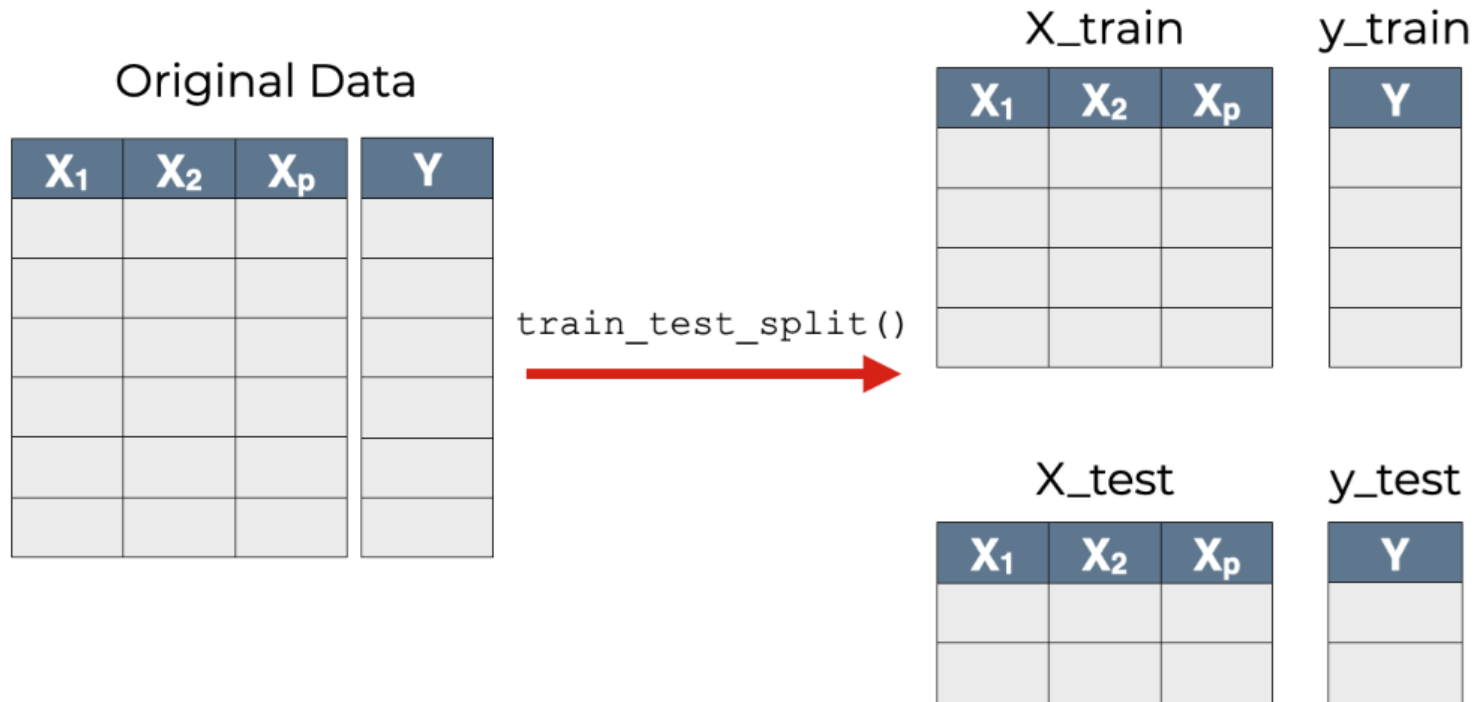 Original Data
X₁ X₂ Xₚ Y
train_test_split()
X_train y_train
X₁ X₂ Xₚ Y
X_test y_test
X₁ X₂ Xₚ Y